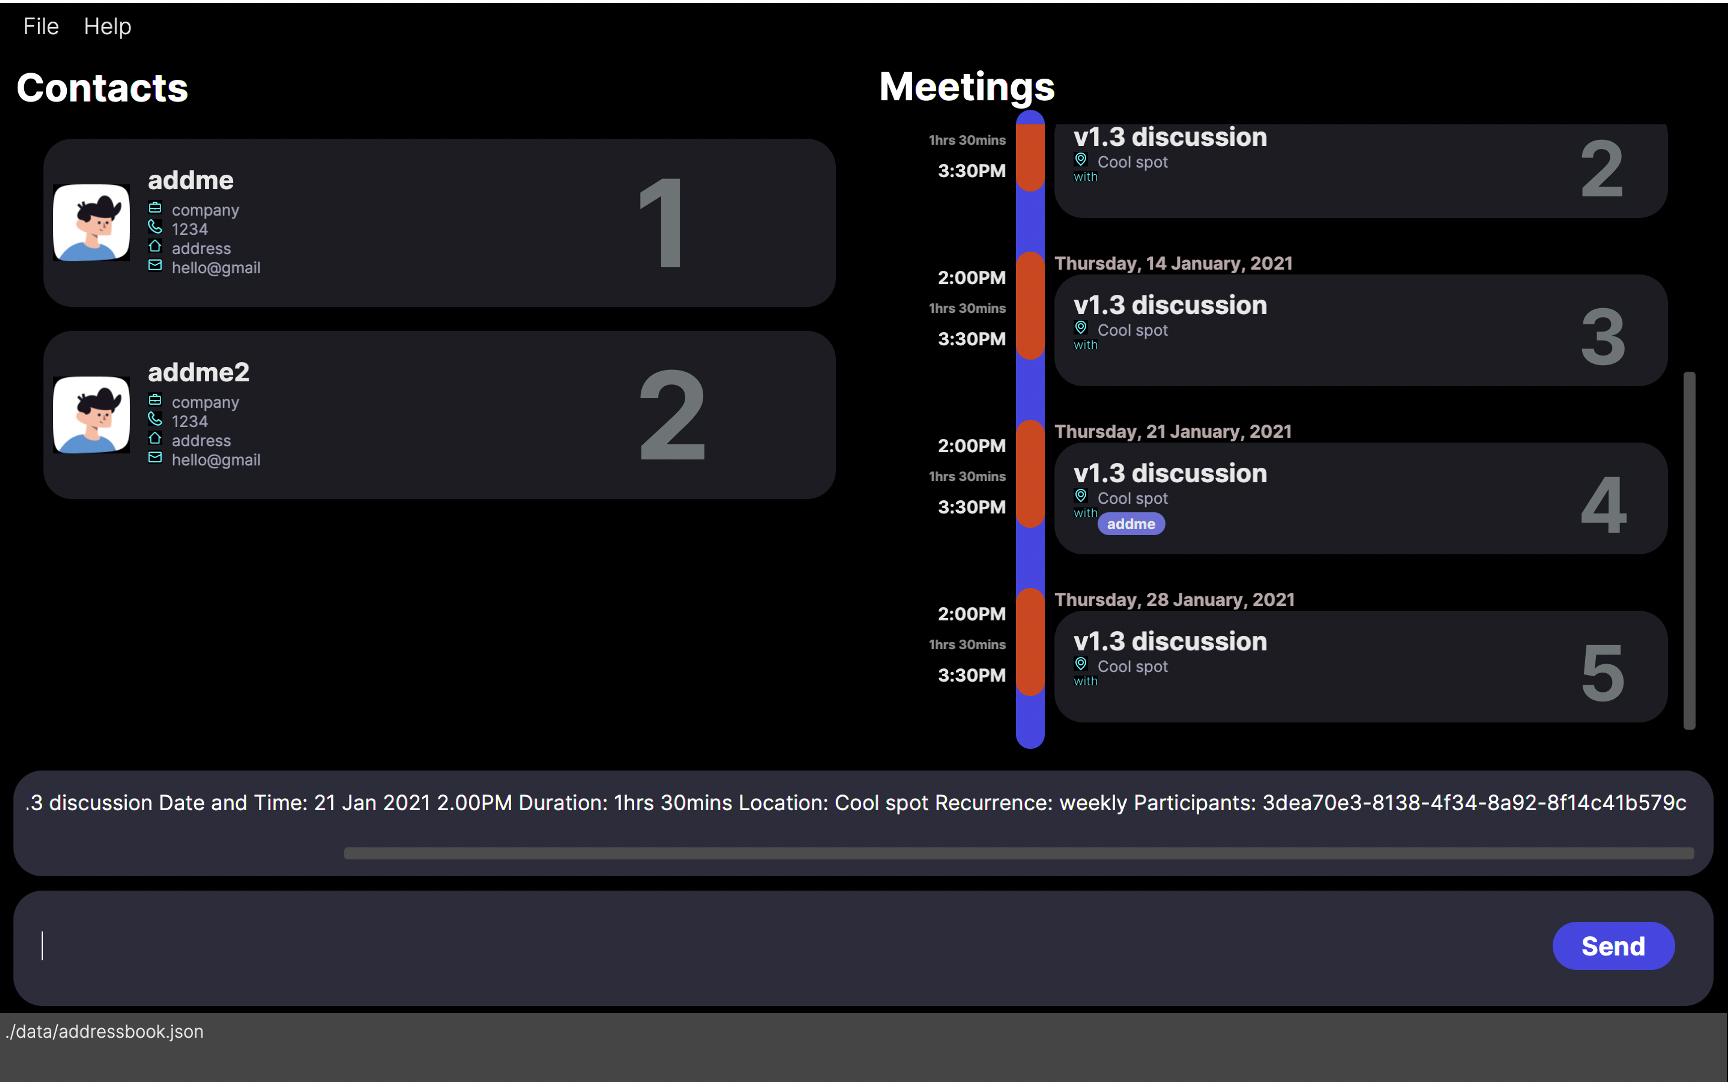 File Help
Contacts
addme
company
1234
address
hello@gmail
1
addme2
company
1234
address
hello@gmail
2
Meetings
1hrs 30mins
3:30PM
v1.3 discussion
Cool spot
with
2
Thursday, 14 January, 2021
2:00PM
1hrs 30mins
3:30PM
v1.3 discussion
Cool spot
with
3
Thursday, 21 January, 2021
2:00PM
1hrs 30mins
3:30PM
v1.3 discussion
Cool spot
with
addme
4
Thursday, 28 January, 2021
2:00PM
1hrs 30mins
3:30PM
v1.3 discussion
Cool spot
with
5
.3 discussion Date and Time: 21 Jan 2021 2.00PM Duration: 1hrs 30mins Location: Cool spot Recurrence: weekly Participants: 3dea70e3-8138-4f34-8a92-8f14c41b579c
Send
./data/addressbook.json